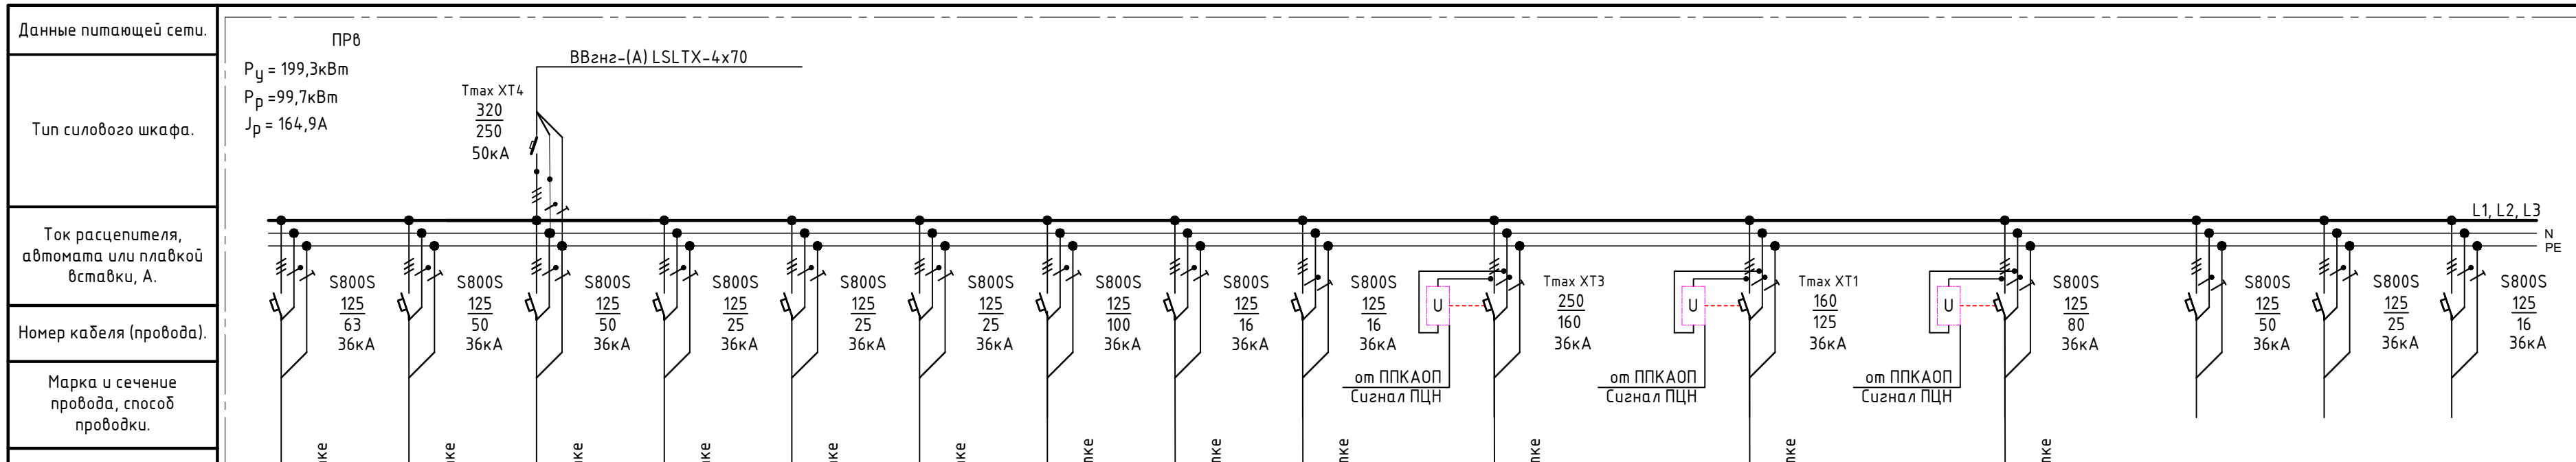 Данные питающей сети.
Тип силового шкафа.
Ток расцепителя,
автомата или плавкой
вставки, А.
Номер кабеля (провода).
Марка и сечение
провода, способ
проводки.
ПРв
Pу = 199,3кВт
Pр =99,7кВт
Jр = 164,9А
ВВгнг-(А) LSLTX-4х70
Tmax XT4
320
250
50кА
L1, L2, L3
N
PE
S800S
125
63
36кА
S800S
125
50
36кА
S800S
125
50
36кА
S800S
125
25
36кА
S800S
125
25
36кА
S800S
125
25
36кА
S800S
125
100
36кА
S800S
125
16
36кА
S800S
125
16
36кА
U
от ППКАОП
Сигнал ПЦН
Tmax XT3
250
160
36кА
U
от ППКАОП
Сигнал ПЦН
Tmax XT1
160
125
36кА
U
от ППКАОП
Сигнал ПЦН
S800S
125
80
36кА
S800S
125
50
36кА
S800S
125
25
36кА
S800S
125
16
36кА